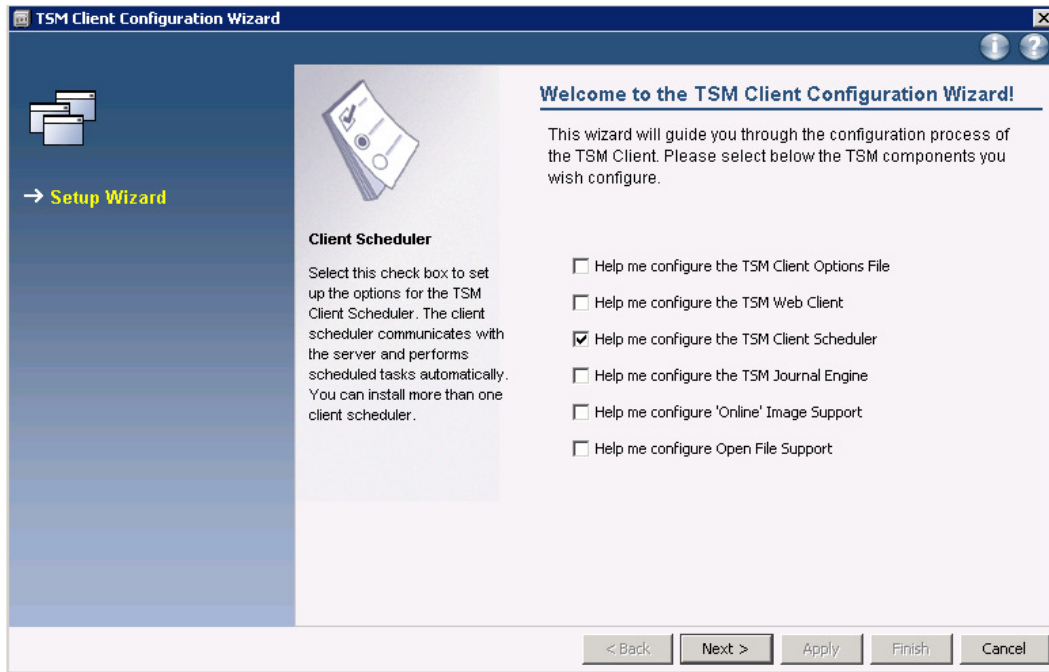 TSM Client Configuration Wizard
→ Setup Wizard
Client Scheduler
Select this check box to set
up the options for the TSM
Client Scheduler. The client
scheduler communicates with
the server and performs
scheduled tasks automatically.
You can install more than one
client scheduler.
Welcome to the TSM Client Configuration Wizard!
This wizard will guide you through the configuration process of
the TSM Client. Please select below the TSM components you
wish configure.
Help me configure the TSM Client Options File
Help me configure the TSM Web Client
Help me configure the TSM Client Scheduler
Help me configure the TSM Journal Engine
Help me configure 'Online' Image Support
Help me configure Open File Support
< Back
Next >
Apply
Finish
Cancel